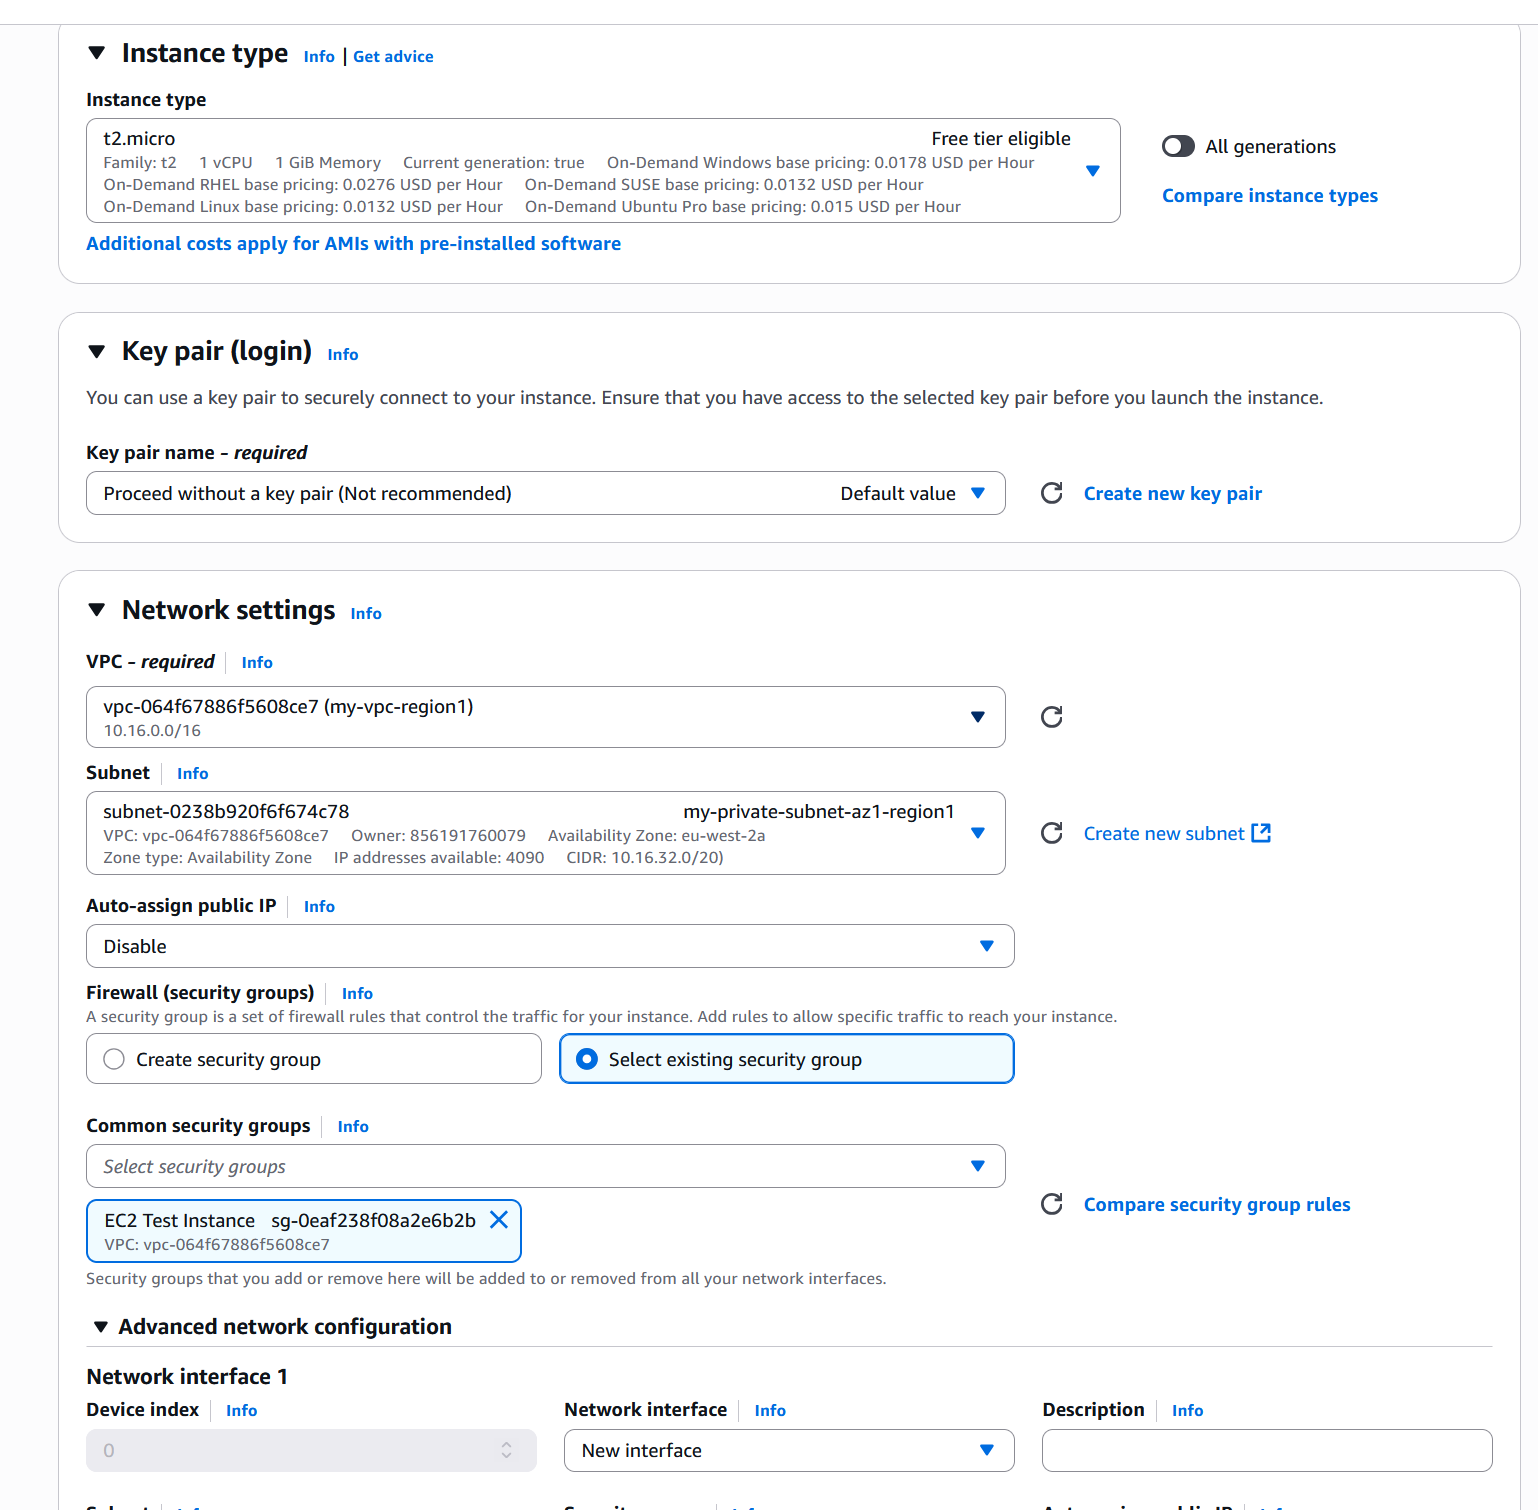 Instance type Info | Get advice
Instance type
t2.micro Free tier eligible
Family: t2 1 vCPU 1 GiB Memory Current generation: true On-Demand Windows base pricing: 0.0178 USD per Hour
On-Demand RHEL base pricing: 0.0276 USD per Hour On-Demand SUSE base pricing: 0.0132 USD per Hour
On-Demand Linux base pricing: 0.0132 USD per Hour On-Demand Ubuntu Pro base pricing: 0.015 USD per Hour
All generations
Compare instance types
Additional costs apply for AMIs with pre-installed software
Key pair (login) Info
You can use a key pair to securely connect to your instance. Ensure that you have access to the selected key pair before you launch the instance.
Key pair name - required
Proceed without a key pair (Not recommended) Default value
Create new key pair
Network settings Info
VPC - required Info
vpc-064f67886f5608ce7 (my-vpc-region1)
10.16.0.0/16
Subnet Info
subnet-0238b920f6f674c78 my-private-subnet-az1-region1
VPC: vpc-064f67886f5608ce7 Owner: 856191760079 Availability Zone: eu-west-2a
Zone type: Availability Zone IP addresses available: 4090 CIDR: 10.16.32.0/20)
Create new subnet
Auto-assign public IP Info
Disable
Firewall (security groups) Info
A security group is a set of firewall rules that control the traffic for your instance. Add rules to allow specific traffic to reach your instance.
Create security group
Select existing security group
Common security groups Info
Select security groups
EC2 Test Instance sg-0eaf238f08a2e6b2b
VPC: vpc-064f67886f5608ce7
Compare security group rules
Security groups that you add or remove here will be added to or removed from all your network interfaces.
Advanced network configuration
Network interface 1
Device index Info
0
Network interface Info
New interface
Description Info